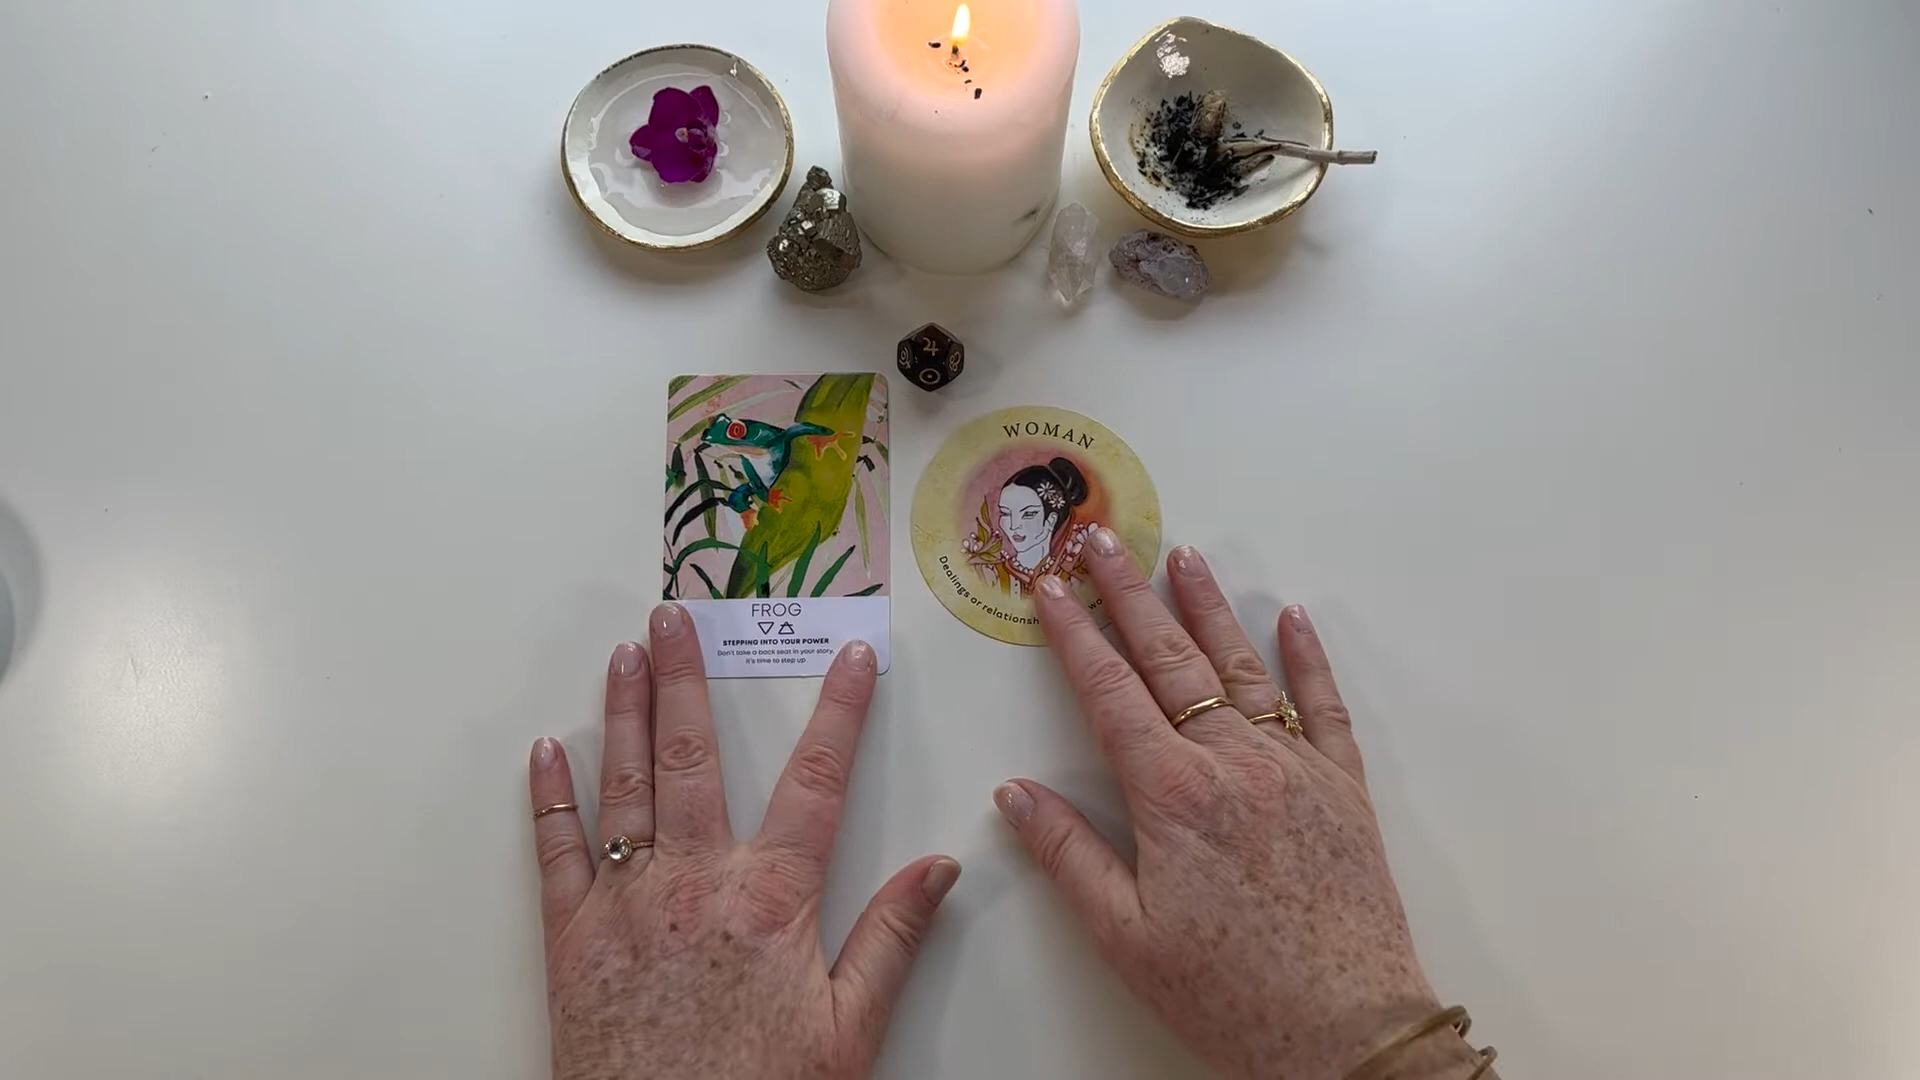 WOMAN
Dealings or relationsh
FROG
STEPPING INTO YOUR POWER
Don't take a back seat in your story,
it's time to step up